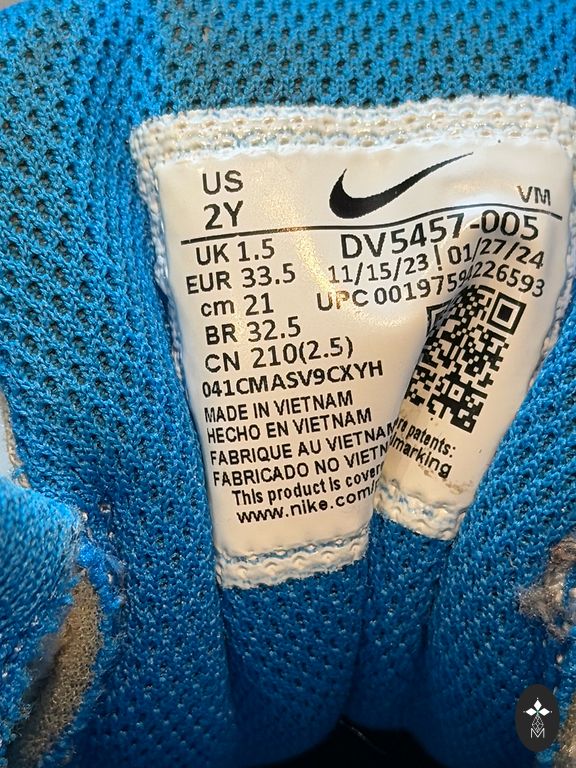 US
2Y
VM
UK 1.5
EUR 33.5
cm 21
BR 32.5
CN 210(2.5)
041CMASV9CXYH
MADE IN VIETNAM
HECHO EN VIETNAM
FABRIQUE AU VIETNAM
FABRICADO NO VIETN
This product is cover
www.nike.com/
DV5457-005
11/15/23 | 01/27/24
UPC 00197594226593
patents:
marking
M